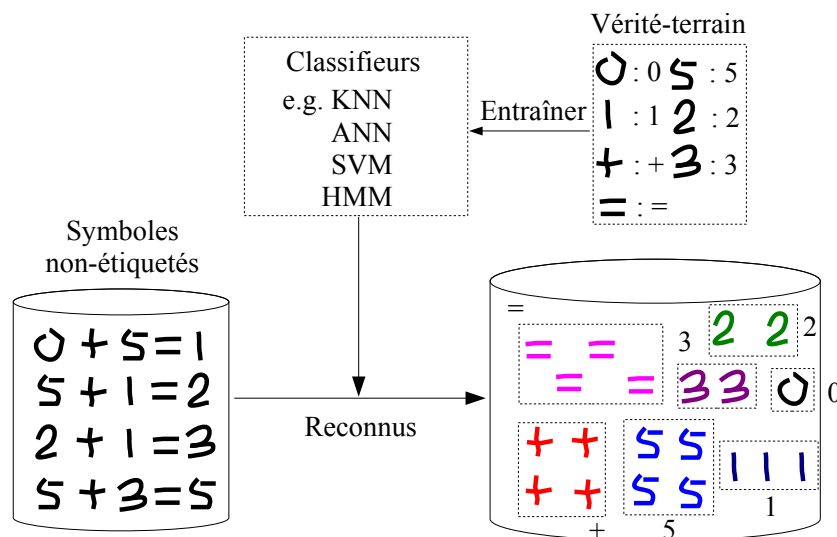 Vérité-terrain
0 : 0 5 : 5
1 : 1 2 : 2
+ : + 3 : 3
= : =
Classifieurs
e.g. KNN
ANN
SVM
HMM
Entraîner
Symboles
non-étiquetés
0 + 5 = 1
5 + 1 = 2
2 + 1 = 3
5 + 3 = 5
Reconnus
=
= =
= =
3
3 3
2 2
2
0
0
+ +
+ +
+
5 5
5 5
5
1 1 1
1